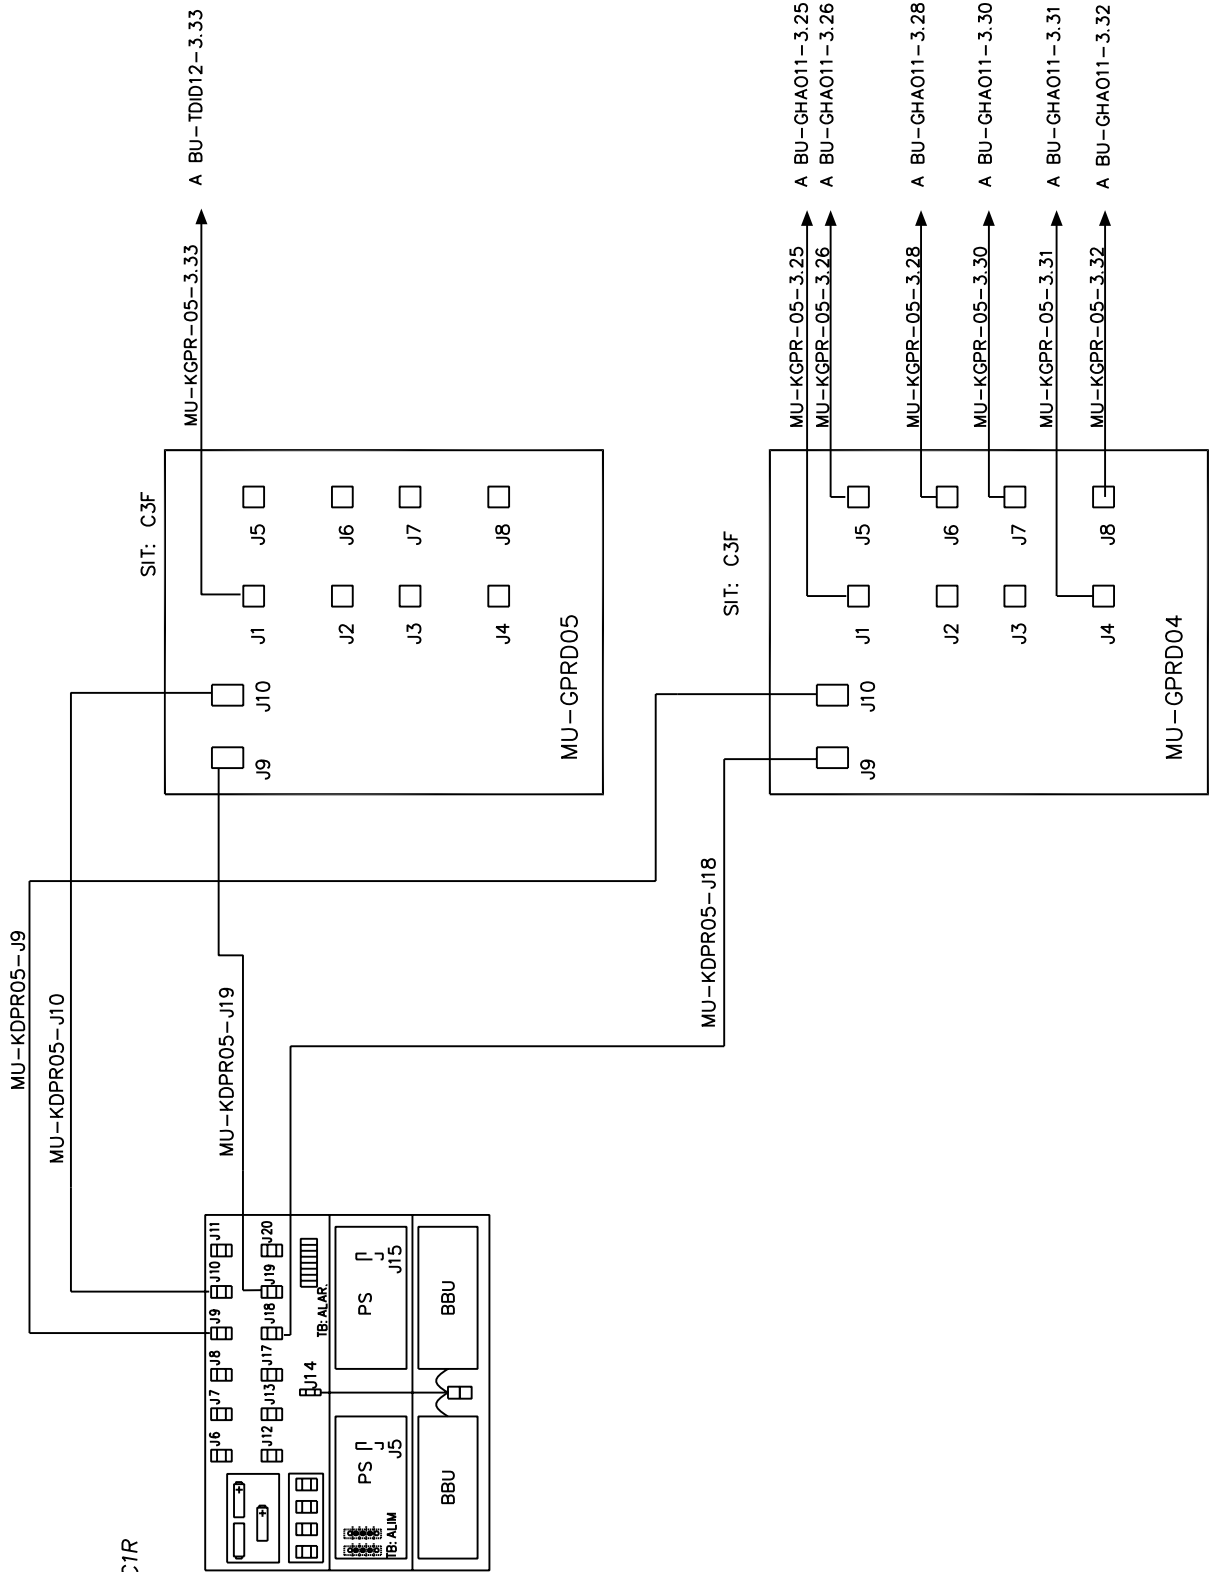 A BU-TDID12-3.33
MU-KGPR-05-3.33
A BU-GHA011-3.25
A BU-GHA011-3.26
A BU-GHA011-3.28
A BU-GHA011-3.30
A BU-GHA011-3.31
A BU-GHA011-3.32
MU-KGPR-05-3.25
MU-KGPR-05-3.26
MU-KGPR-05-3.28
MU-KGPR-05-3.30
MU-KGPR-05-3.31
MU-KGPR-05-3.32
SIT: C3F
J5
J6
J7
J8
J1
J2
J3
J4
J10
J9
MU-GPRD05
SIT: C3F
J5
J6
J7
J8
J1
J2
J3
J4
J10
J9
MU-GPRD04
MU-KDPR05-J9
MU-KDPR05-J10
MU-KDPR05-J19
MU-KDPR05-J18
J6
J7
J8
J9
J10
J11
J12
J13
J17
J18
J19
J20
J14
TB: ALAR.
PS
J5
TB: ALIM
PS
J15
BBU
BBU
C1R